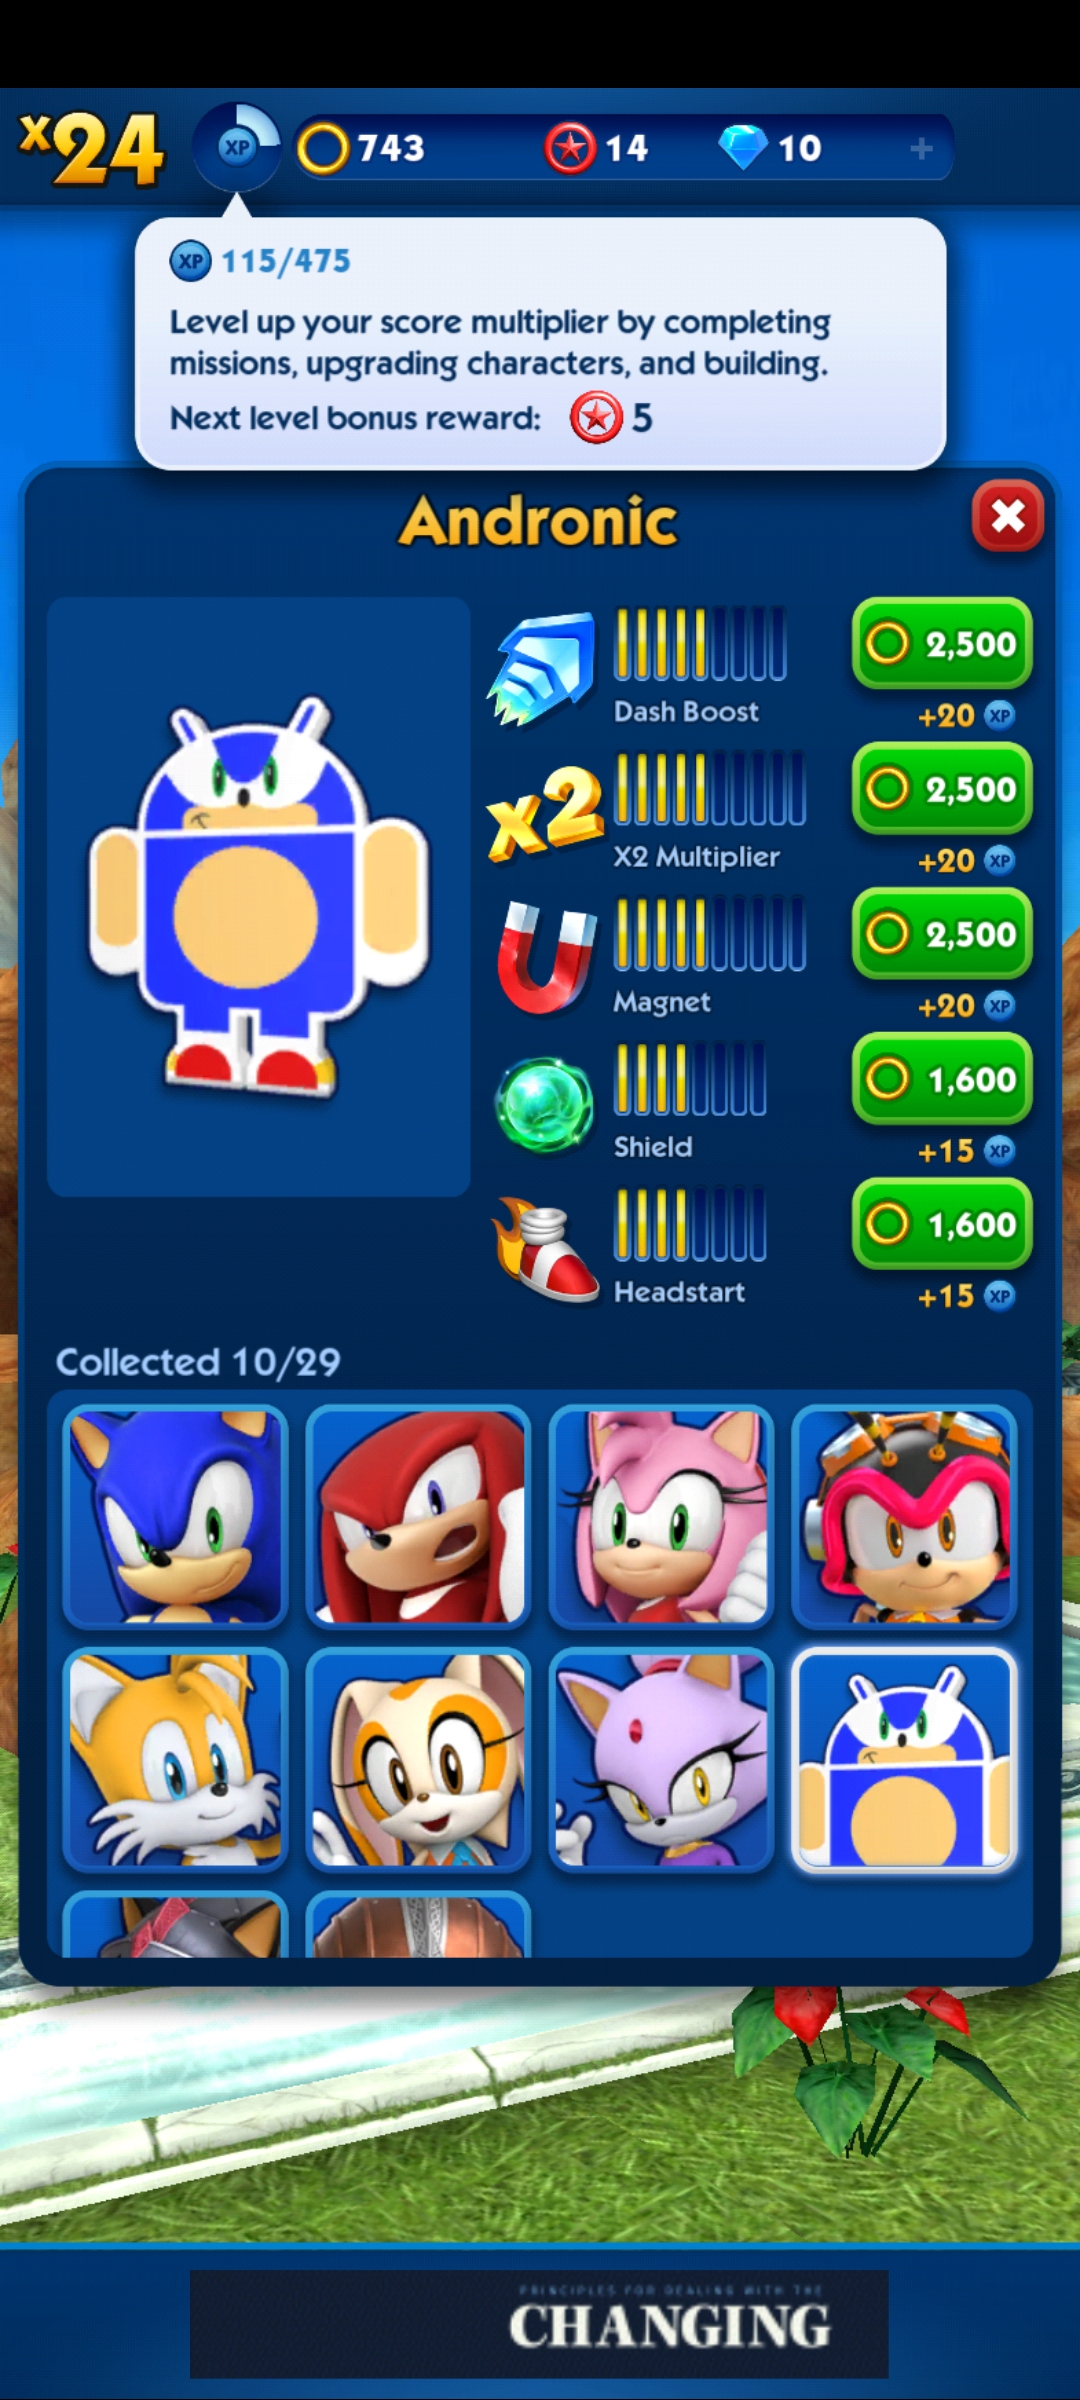 x24
XP
743
14
10
+
XP 115/475
Level up your score multiplier by completing
missions, upgrading characters, and building.
Next level bonus reward: 5
Andronic
2,500
Dash Boost
+20 XP
x2
2,500
X2 Multiplier
+20 XP
2,500
Magnet
+20 XP
1,600
Shield
+15 XP
1,600
Headstart
+15 XP
Collected 10/29
PRINCIPLES FOR DEALING WITH THE
CHANGING